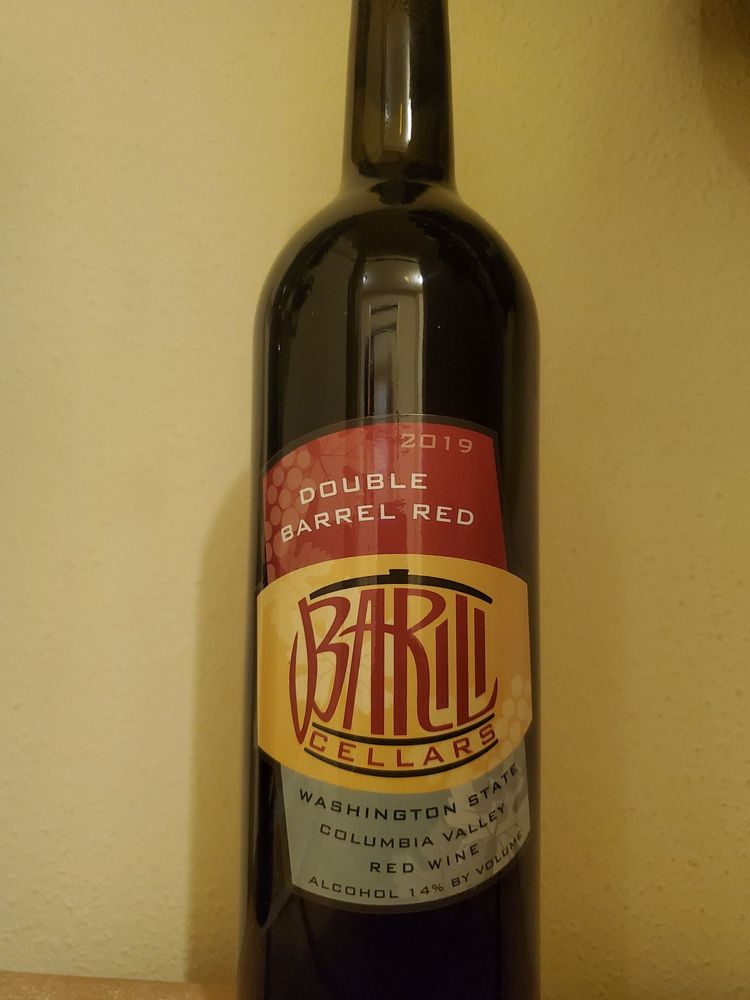 2019
DOUBLE
BARREL RED
BARILI
CELLARS
WASHINGTON STATE
COLUMBIA VALLEY
RED WINE
ALCOHOL 14% BY VOLUME